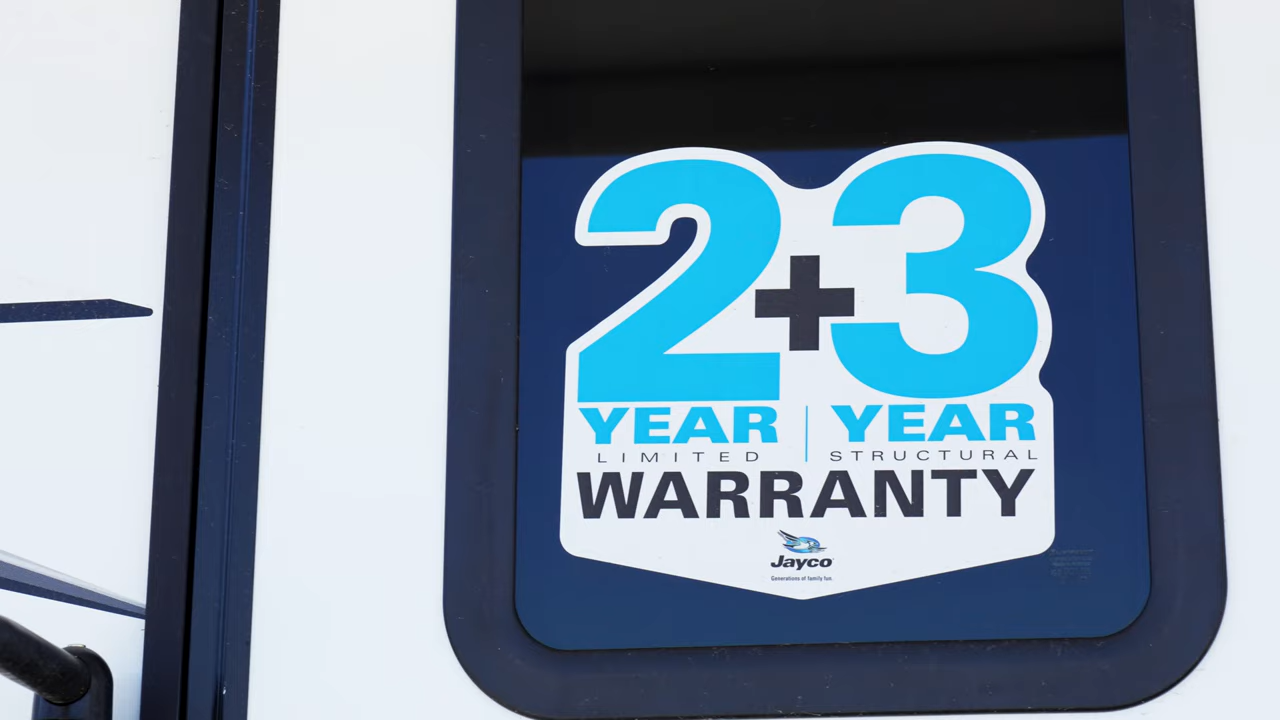 2+3
YEAR | YEAR
LIMITED STRUCTURAL
WARRANTY
Jayco
Generations of family fun.